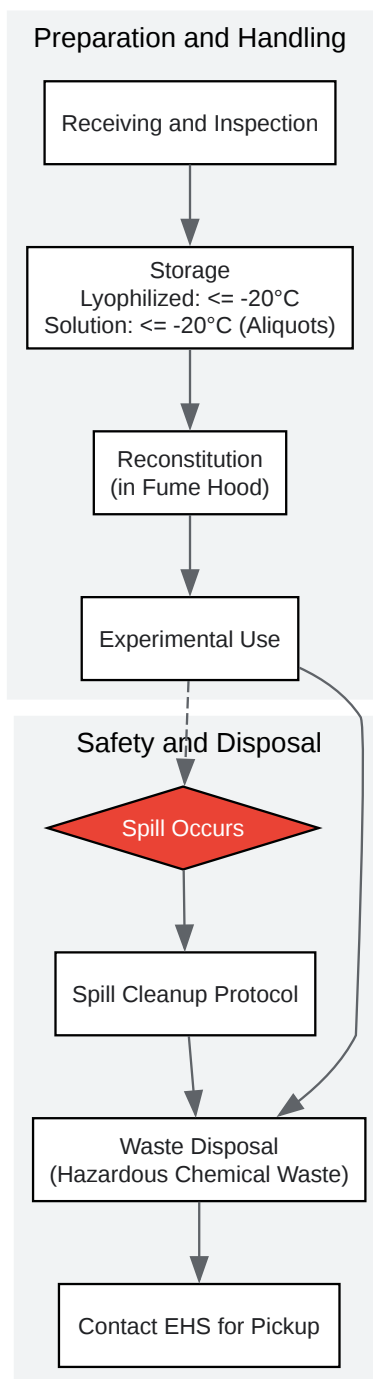 Preparation and Handling
Receiving and Inspection
Storage
Lyophilized: <= -20°C
Solution: <= -20°C (Aliquots)
Reconstitution
(in Fume Hood)
Experimental Use
Safety and Disposal
Spill Occurs
Spill Cleanup Protocol
Waste Disposal
(Hazardous Chemical Waste)
Contact EHS for Pickup